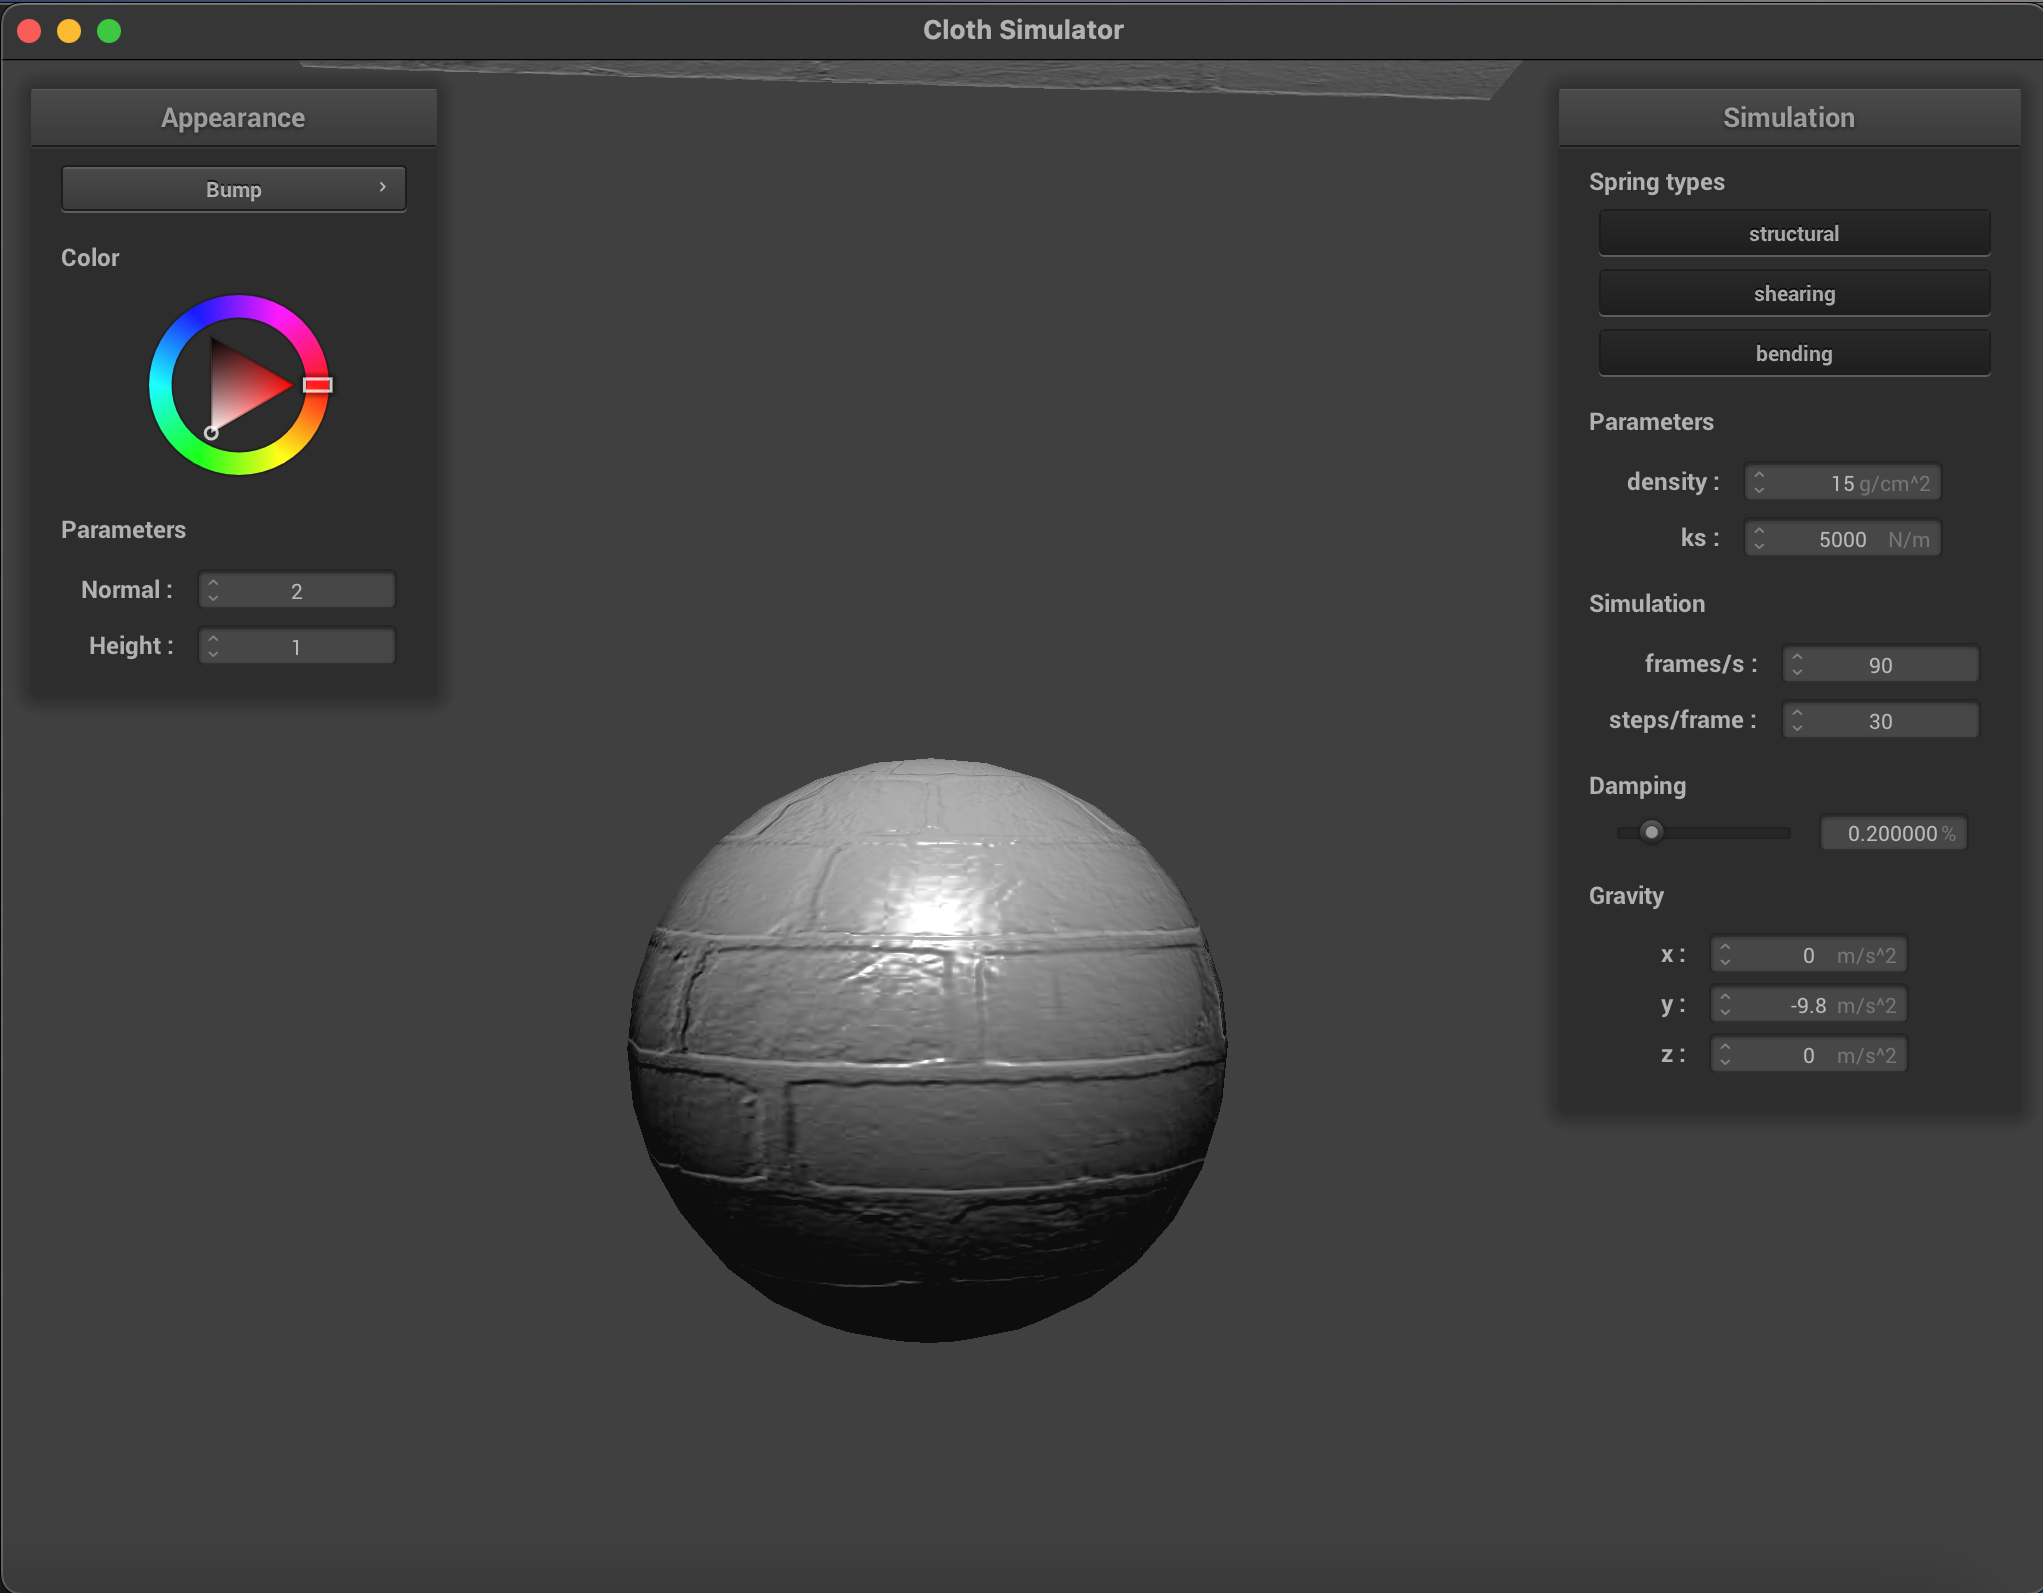 Cloth Simulator
Appearance
Bump
Color
Parameters
Normal : 2
Height : 1
Simulation
Spring types
structural
shearing
bending
Parameters
density : 15 g/cm^2
ks : 5000 N/m
Simulation
frames/s : 90
steps/frame : 30
Damping
0.200000 %
Gravity
x : 0 m/s^2
y : -9.8 m/s^2
z : 0 m/s^2